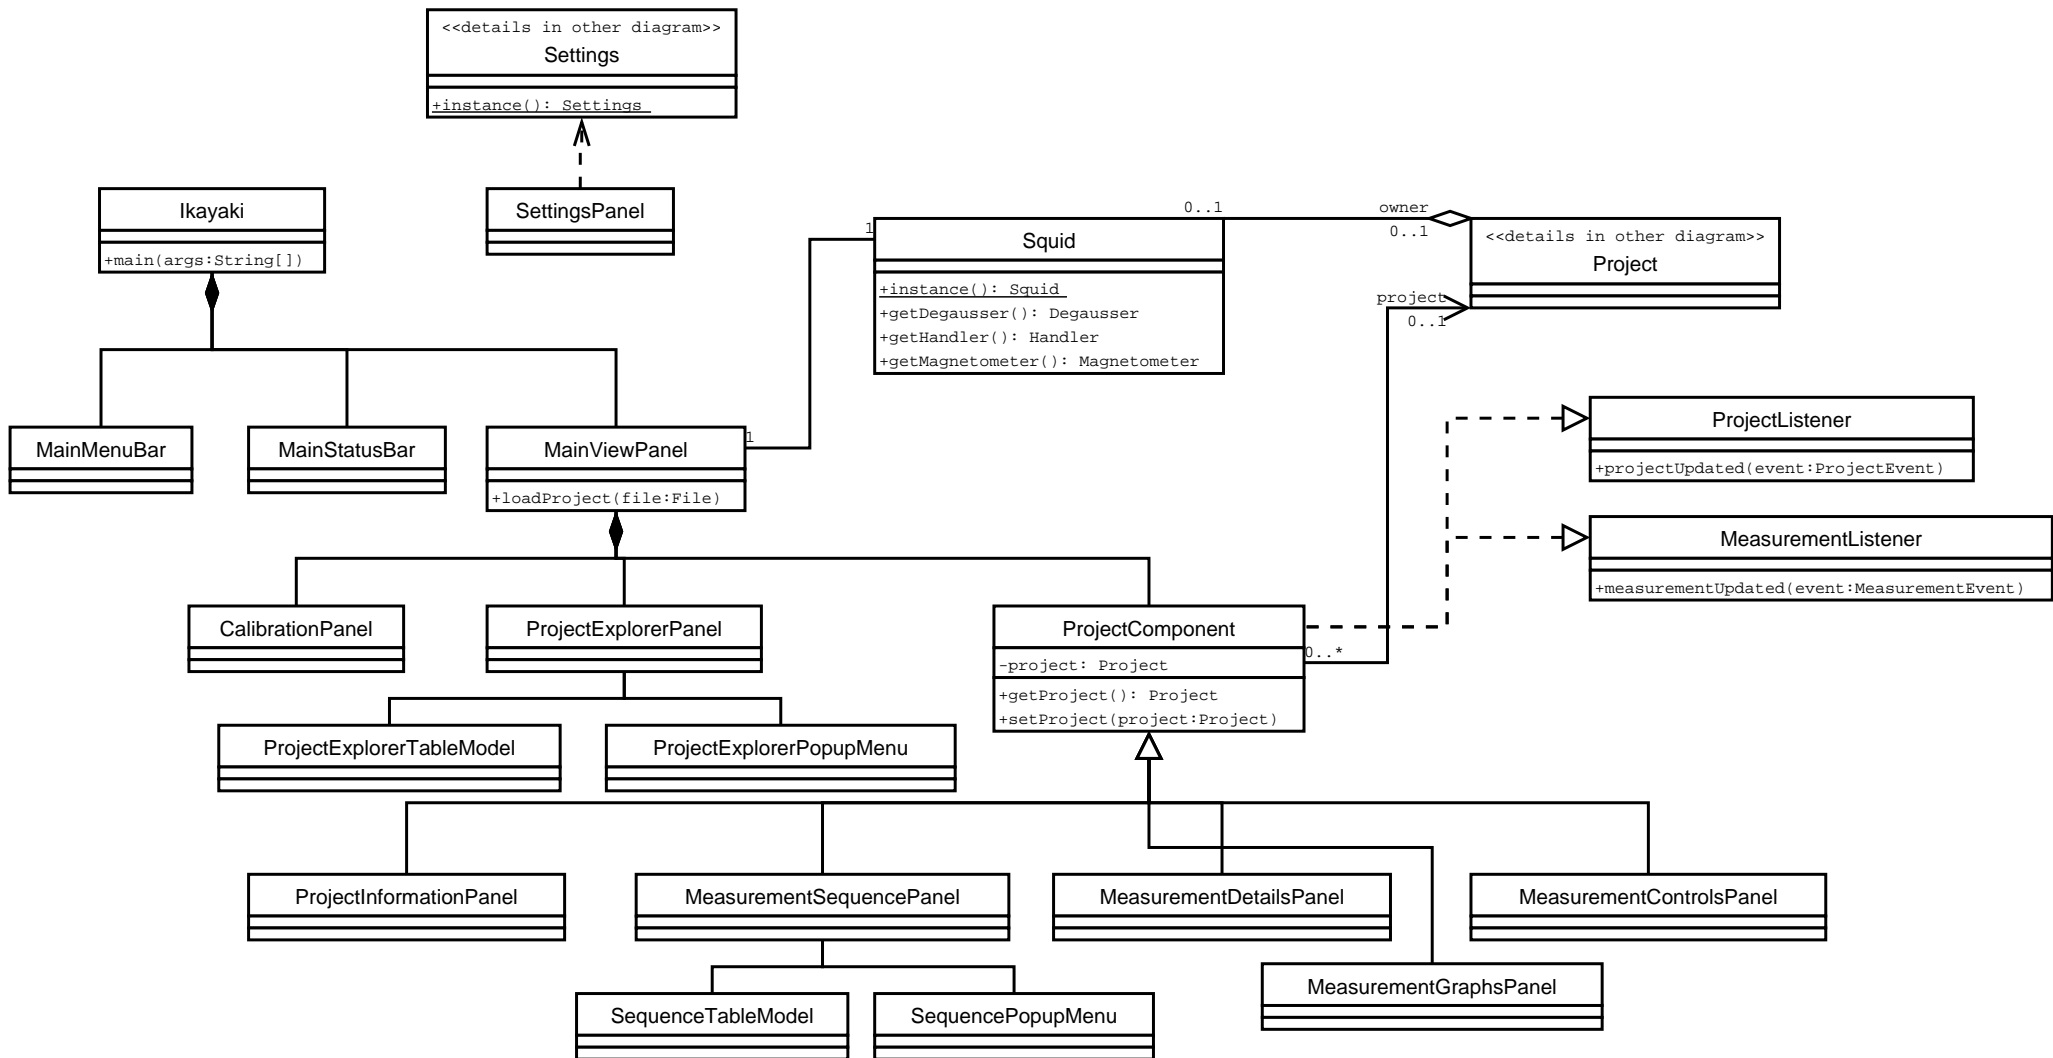 <<details in other diagram>>
Settings
+instance(): Settings
Ikayaki
+main(args:String[])
SettingsPanel
0..1
owner
0..1
1
Squid
+instance(): Squid
+getDegausser(): Degausser
+getHandler(): Handler
+getMagnetometer(): Magnetometer
<<details in other diagram>>
Project
project
0..1
MainMenuBar
MainStatusBar
MainViewPanel
+loadProject(file:File)
1
ProjectListener
+projectUpdated(event:ProjectEvent)
MeasurementListener
+measurementUpdated(event:MeasurementEvent)
CalibrationPanel
ProjectExplorerPanel
ProjectComponent
-project: Project
+getProject(): Project
+setProject(project:Project)
0..*
ProjectExplorerTableModel
ProjectExplorerPopupMenu
ProjectInformationPanel
MeasurementSequencePanel
MeasurementDetailsPanel
MeasurementControlsPanel
MeasurementGraphsPanel
SequenceTableModel
SequencePopupMenu